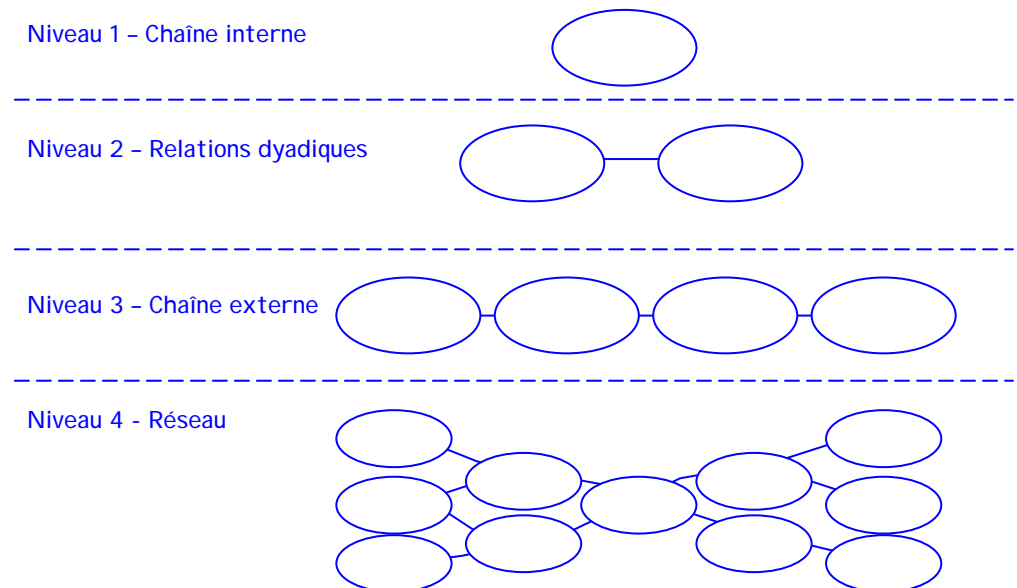 Niveau 1 – Chaîne interne
Niveau 2 – Relations dyadiques
Niveau 3 – Chaîne externe
Niveau 4 - Réseau